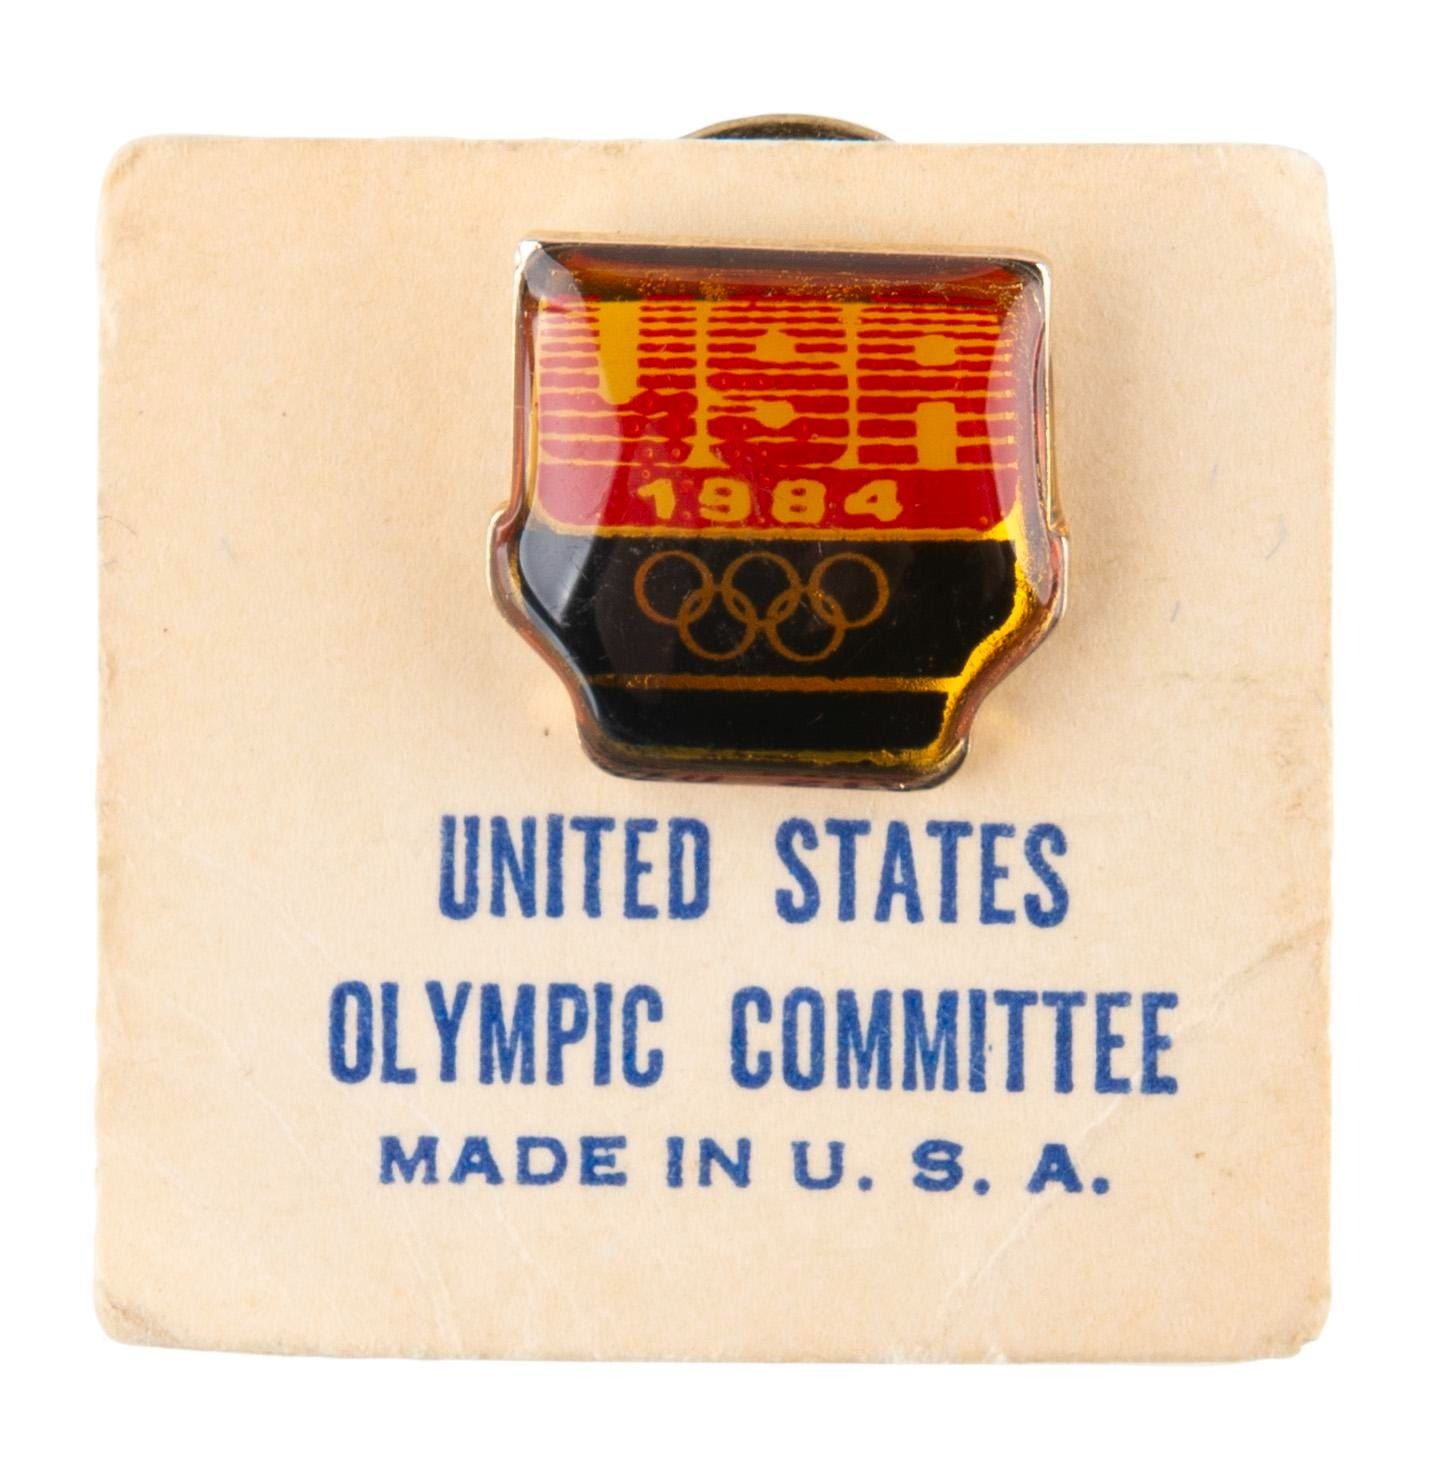 USA
1984
UNITED STATES
OLYMPIC COMMITTEE
MADE IN U. S. A.